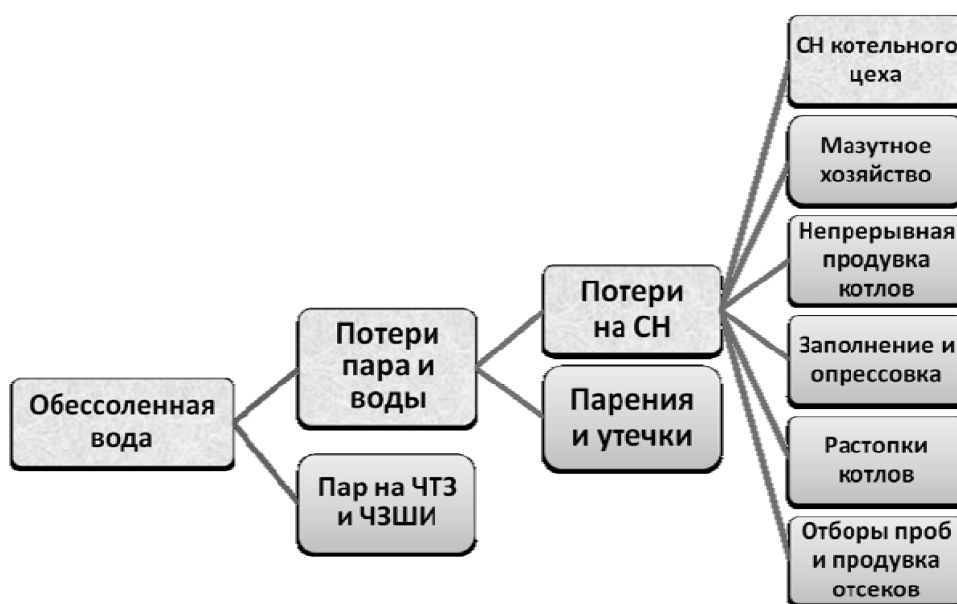 Обессоленная
вода
Потери
пара и
воды
Пар на ЧТЗ
и ЧЗШИ
Потери
на СН
Парения
и утечки
СН котельного
цеха
Мазутное
хозяйство
Непрерывная
продувка
котлов
Заполнение и
опрессовка
Растопки
котлов
Отборы проб
и продувка
отсеков